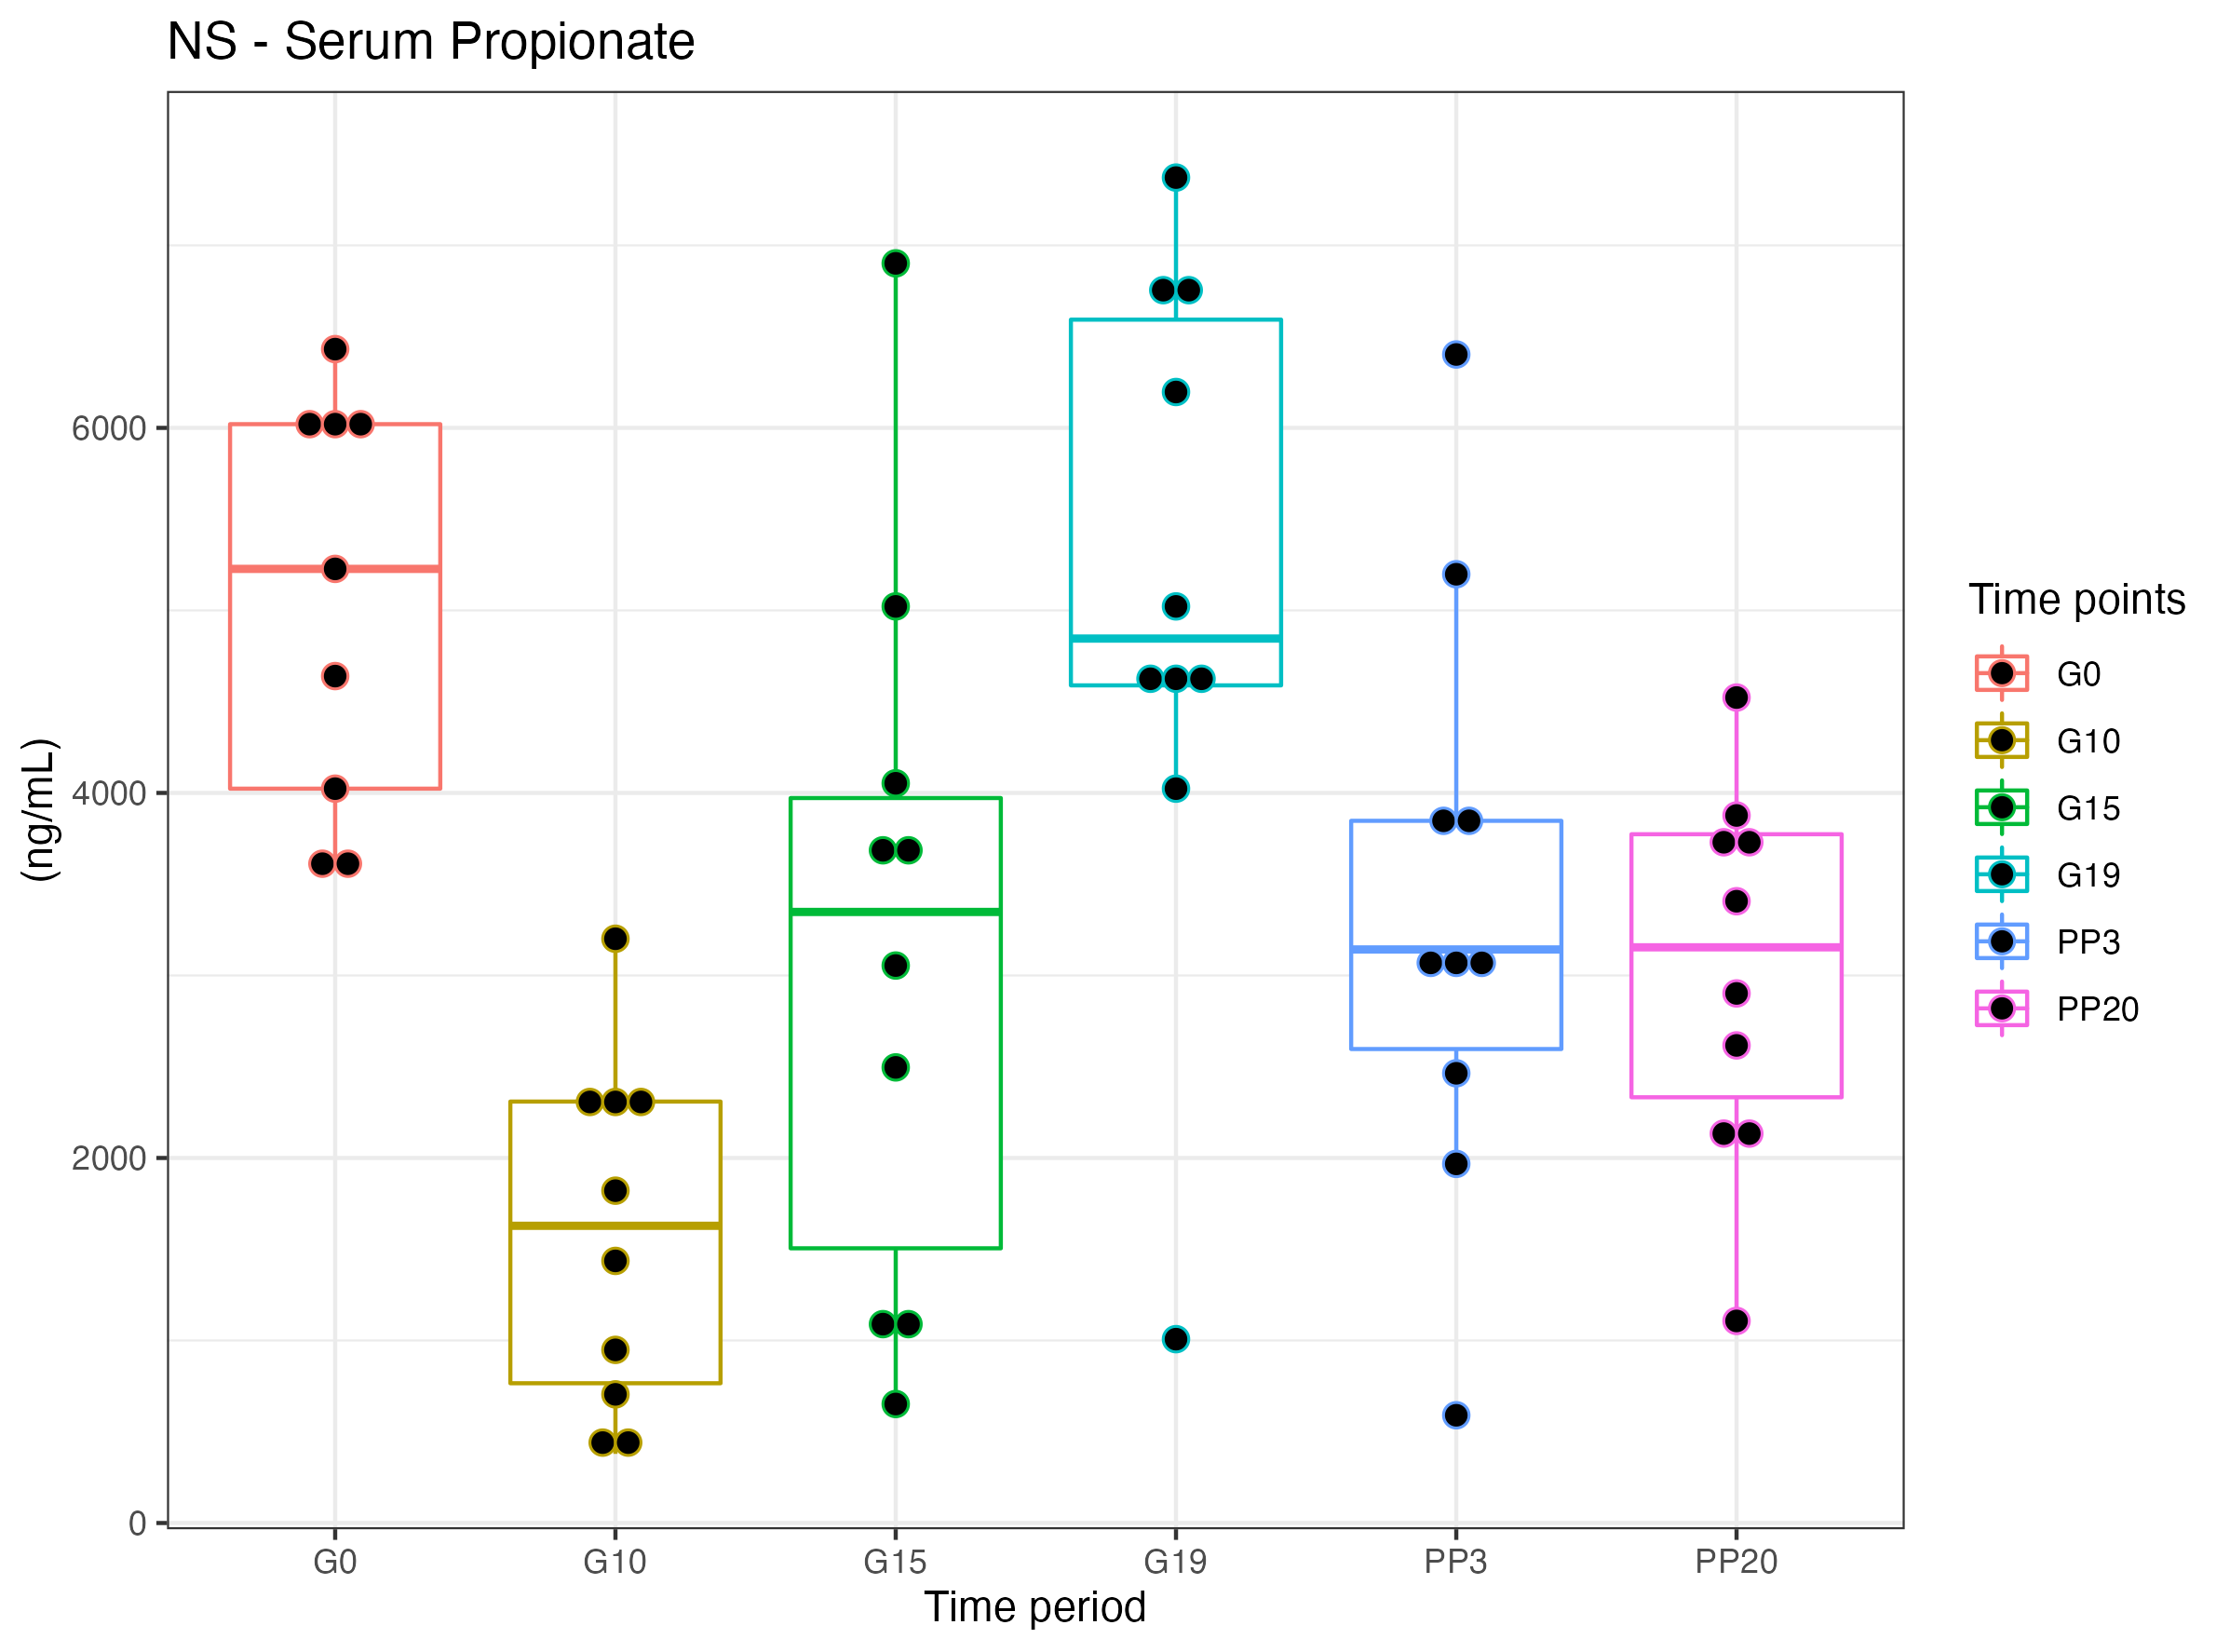 NS - Serum Propionate
(ng/mL)
6000
4000
2000
0
G0 G10 G15 G19 PP3 PP20
Time period
Time points
G0
G10
G15
G19
PP3
PP20